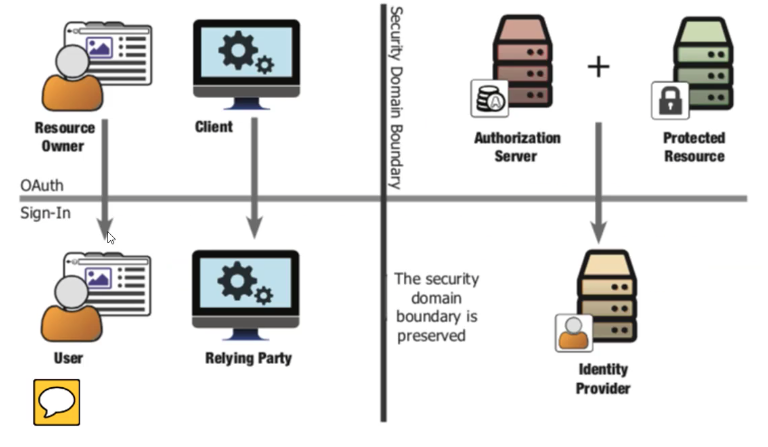 Resource
Owner
Client
Security Domain Boundary
Authorization
Server
+
Protected
Resource
OAuth
Sign-In
User
Relying Party
The security
domain
boundary is
preserved
Identity
Provider